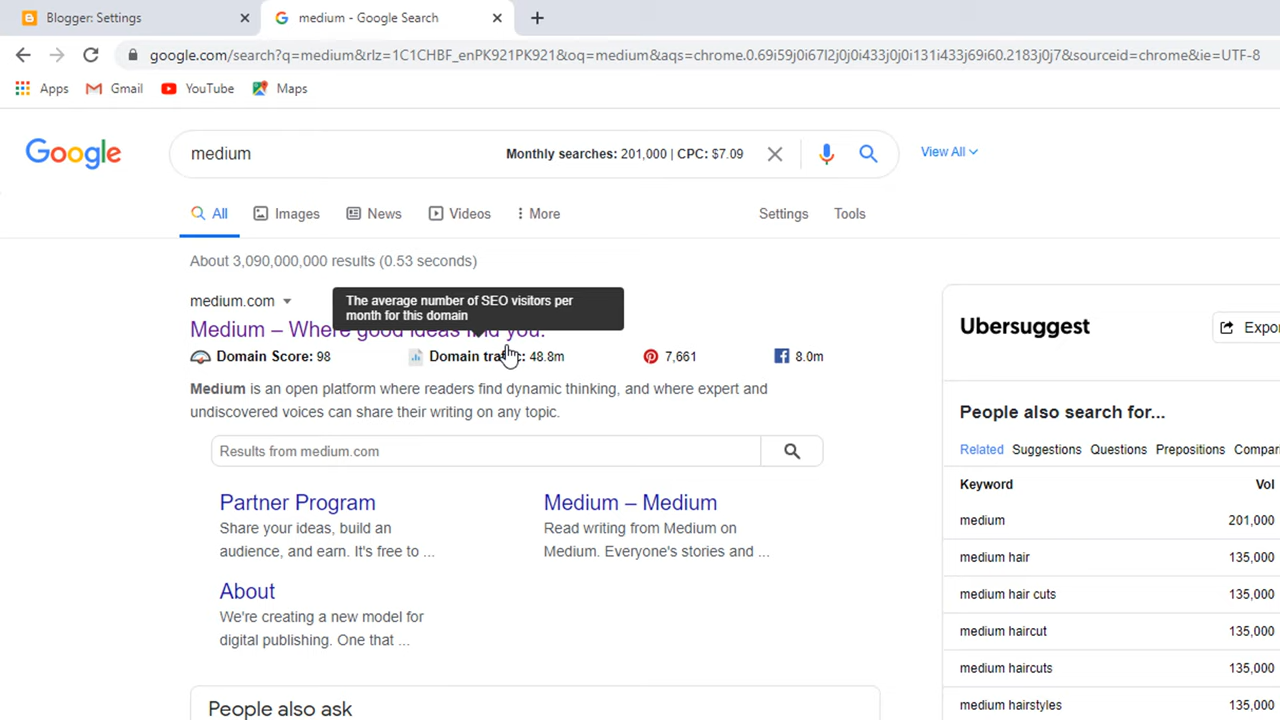 Blogger: Settings
medium - Google Search
google.com/search?q=medium&rlz=1C1CHBF_enPK921PK921&oq=medium&aqs=chrome.0.69i59j0i67l2j0j0i433j0j0i131i433j69i60.2183j0j7&sourceid=chrome&ie=UTF-8
Apps Gmail YouTube Maps
Google
medium Monthly searches: 201,000 | CPC: $7.09 View All
All Images News Videos More Settings Tools
About 3,090,000,000 results (0.53 seconds)
medium.com
The average number of SEO visitors per
month for this domain
Medium – Where good ideas find you.
Domain Score: 98 Domain traffic: 48.8m 7,661 8.0m
Medium is an open platform where readers find dynamic thinking, and where expert and
undiscovered voices can share their writing on any topic.
Results from medium.com
Partner Program
Share your ideas, build an
audience, and earn. It's free to ...
Medium – Medium
Read writing from Medium on
Medium. Everyone's stories and ...
About
We're creating a new model for
digital publishing. One that ...
People also ask
Ubersuggest Expor
People also search for...
Related Suggestions Questions Prepositions Compari
Keyword Vol
medium 201,000
medium hair 135,000
medium hair cuts 135,000
medium haircut 135,000
medium haircuts 135,000
medium hairstyles 135,000